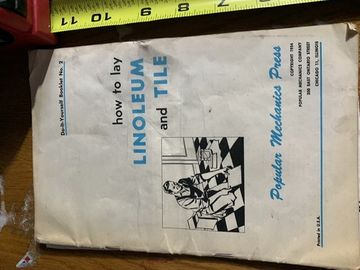 Do-It-Yourself Booklet No. 2
how to lay
LINOLEUM
and TILE
Popular Mechanics Press
COPYRIGHT 1954
POPULAR MECHANICS COMPANY
200 EAST ONTARIO STREET
CHICAGO 11, ILLINOIS
Printed in U.S.A.
8
9
10
11